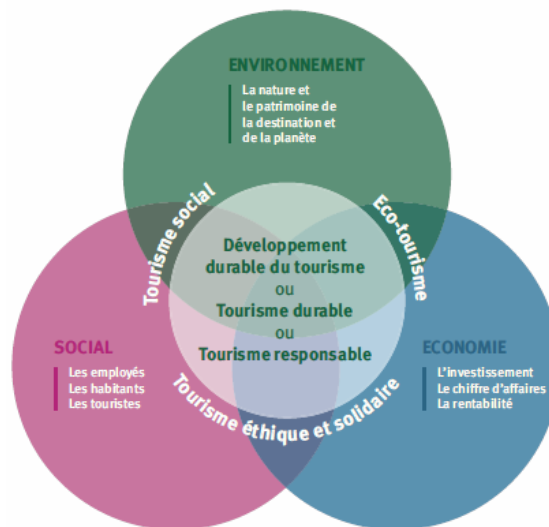 ENVIRONNEMENT
La nature et
le patrimoine de
la destination et
de la planète
Tourisme social
Eco-tourisme
Développement
durable du tourisme
ou
Tourisme durable
ou
Tourisme responsable
SOCIAL
Les employés
Les habitants
Les touristes
ECONOMIE
L'investissement
Le chiffre d'affaires
La rentabilité
Tourisme éthique et solidaire